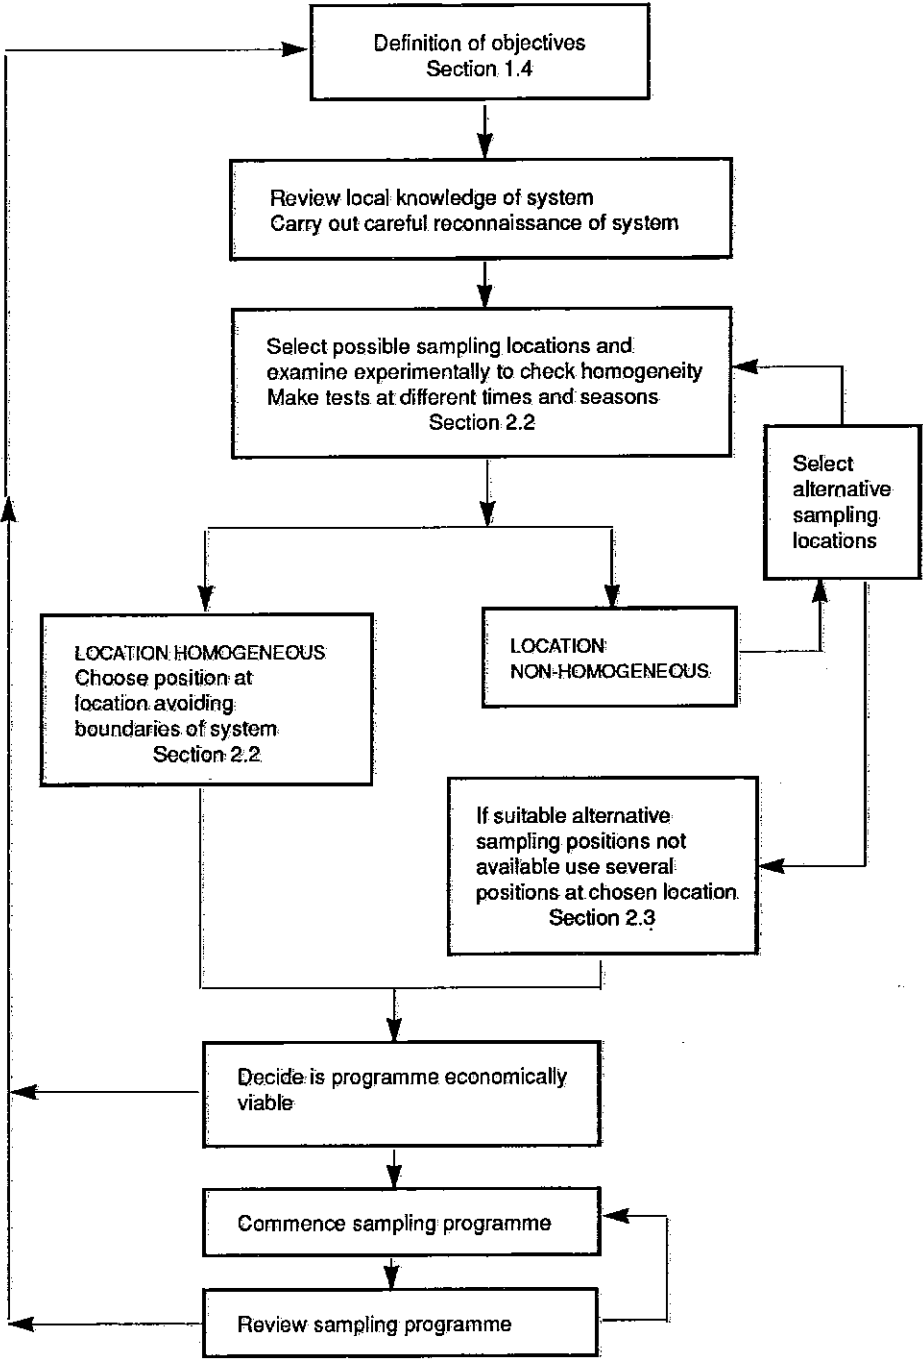 Definition of objectives
Section 1.4
Review local knowledge of system
Carry out careful reconnaissance of system
Select possible sampling locations and
examine experimentally to check homogeneity
Make tests at different times and seasons
Section 2.2
Select
alternative
sampling
locations
LOCATION HOMOGENEOUS
Choose position at
location avoiding
boundaries of system
Section 2.2
LOCATION
NON-HOMOGENEOUS
If suitable alternative
sampling positions not
available use several
positions at chosen location
Section 2.3
Decide is programme economically
viable
Commence sampling programme
Review sampling programme